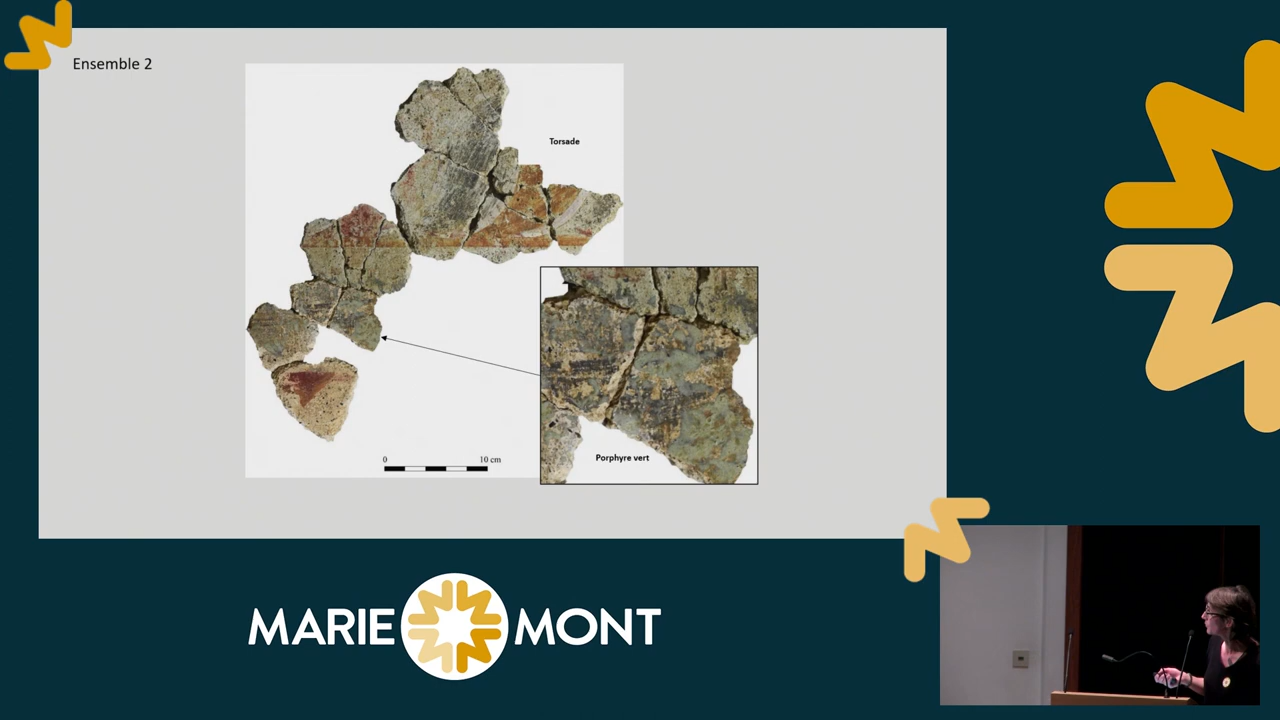 Ensemble 2
Torsade
Porphyre vert
0 10 cm
MARIE MONT